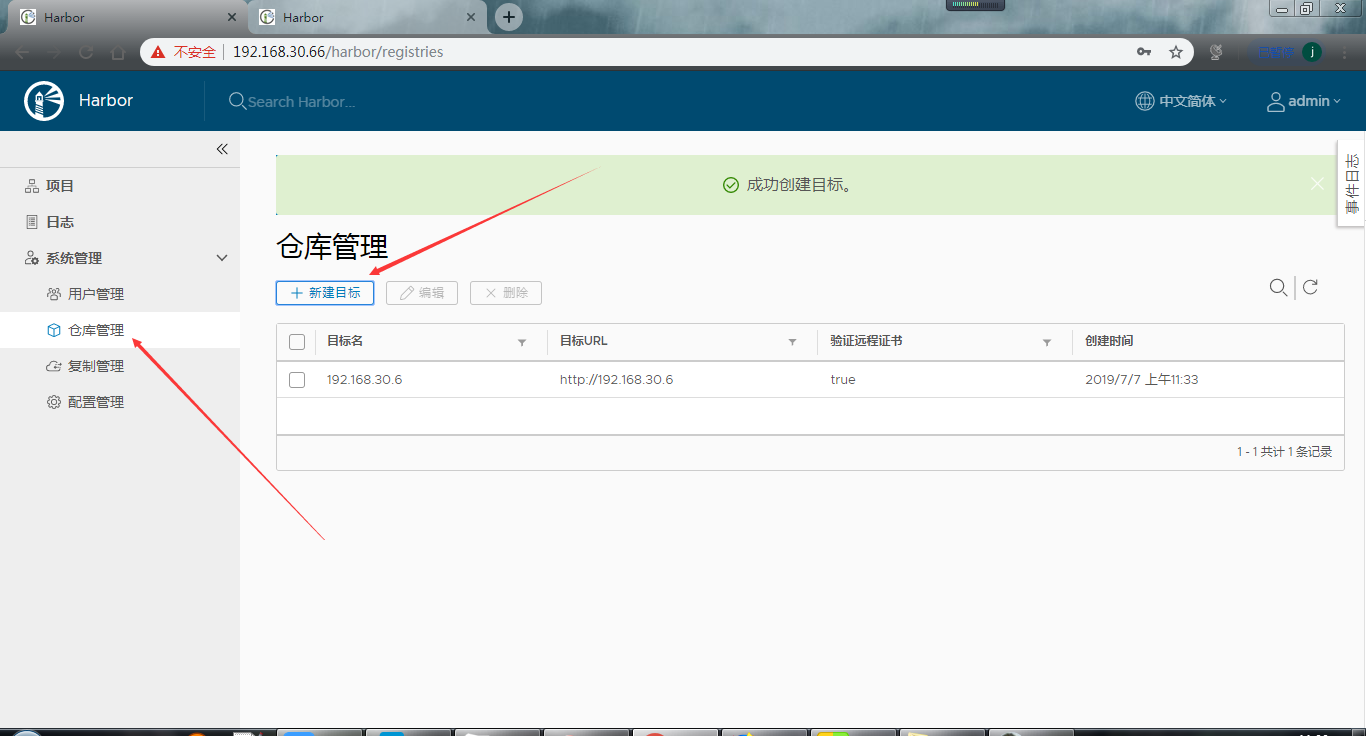 Harbor
Harbor
不安全
192.168.30.66/harbor/registries
j
Harbor
Search Harbor...
中文简体
admin
事件日志
项目
日志
系统管理
用户管理
仓库管理
复制管理
配置管理
成功创建目标。
仓库管理
新建目标
编辑
删除
目标名 目标URL 验证远程证书 创建时间
192.168.30.6 http://192.168.30.6 true 2019/7/7 上午11:33
1 - 1 共计 1 条记录